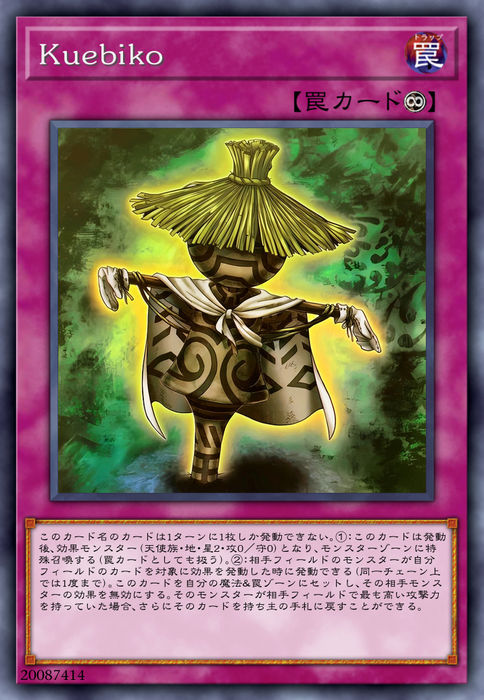 Kuebiko
トラップ
罠
【罠カード】
このカード名のカードは1ターンに1枚しか発動できない。①:このカードは発動
後、効果モンスター(天使族・地・星2・攻0/守0)となり、モンスターゾーンに特
殊召喚する(罠カードとしても扱う)。②:相手フィールドのモンスターが自分
フィールドのカードを対象に効果を発動した時に発動できる(同一チェーン上
では1度まで)。このカードを自分の魔法&罠ゾーンにセットし、その相手モンス
ターの効果を無効にする。そのモンスターが相手フィールドで最も高い攻撃力
を持っていた場合、さらにそのカードを持ち主の手札に戻すことができる。
20087414